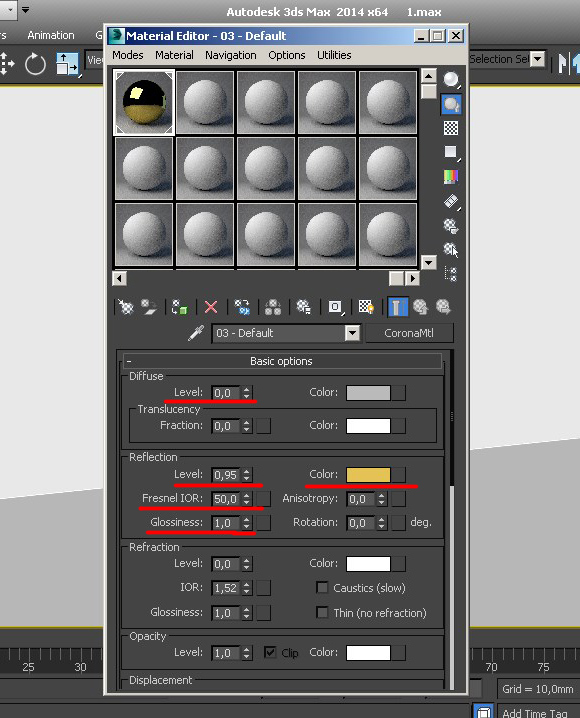 Autodesk 3ds Max 2014 x64 1.max
Animation
Material Editor - 03 - Default
Modes Material Navigation Options Utilities
Selection Set
03 - Default CoronaMtl
- Basic options
Diffuse
Level: 0,0 Color:
Translucency
Fraction: 0,0
Reflection
Level: 0,95 Color:
Fresnel IOR: 50,0 Anisotropy: 0,0
Glossiness: 1,0 Rotation: 0,0 deg.
Refraction
Level: 0,0 Color:
IOR: 1,52 Caustics (slow)
Glossiness: 1,0 Thin (no refraction)
Opacity
Level: 1,0 Clip Color:
Displacement
25 30 70 75
Grid = 10,0mm
Add Time Tag